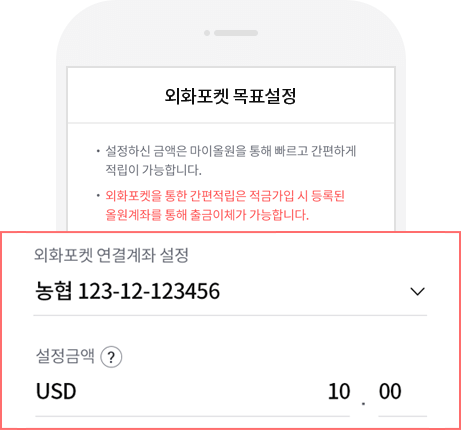 외화포켓 목표설정
• 설정하신 금액은 마이올원을 통해 빠르고 간편하게
적립이 가능합니다.
• 외화포켓을 통한 간편적립은 적금가입 시 등록된
올원계좌를 통해 출금이체가 가능합니다.
외화포켓 연결계좌 설정
농협 123-12-123456
설정금액 ?
USD 10 . 00